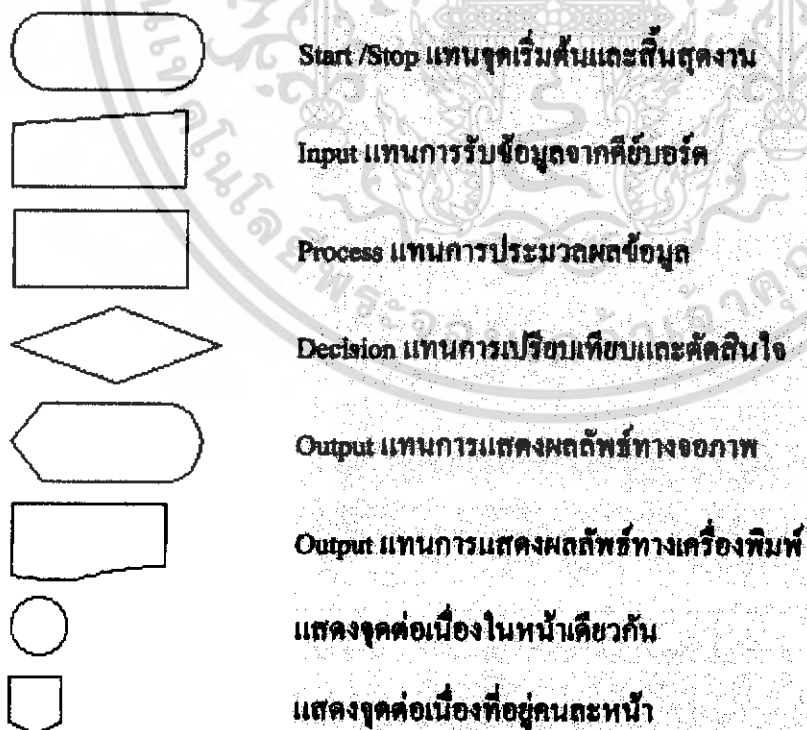 Start /Stop แทนจุดเริ่มต้นและสิ้นสุดงาน
Input แทนการรับข้อมูลจากคีย์บอร์ด
Process แทนการประมวลผลข้อมูล
Decision แทนการเปรียบเทียบและตัดสินใจ
Output แทนการแสดงผลลัพธ์ทางจอภาพ
Output แทนการแสดงผลลัพธ์ทางเครื่องพิมพ์
แสดงจุดต่อเนื่องในหน้าเดียวกัน
แสดงจุดต่อเนื่องที่อยู่คนละหน้า